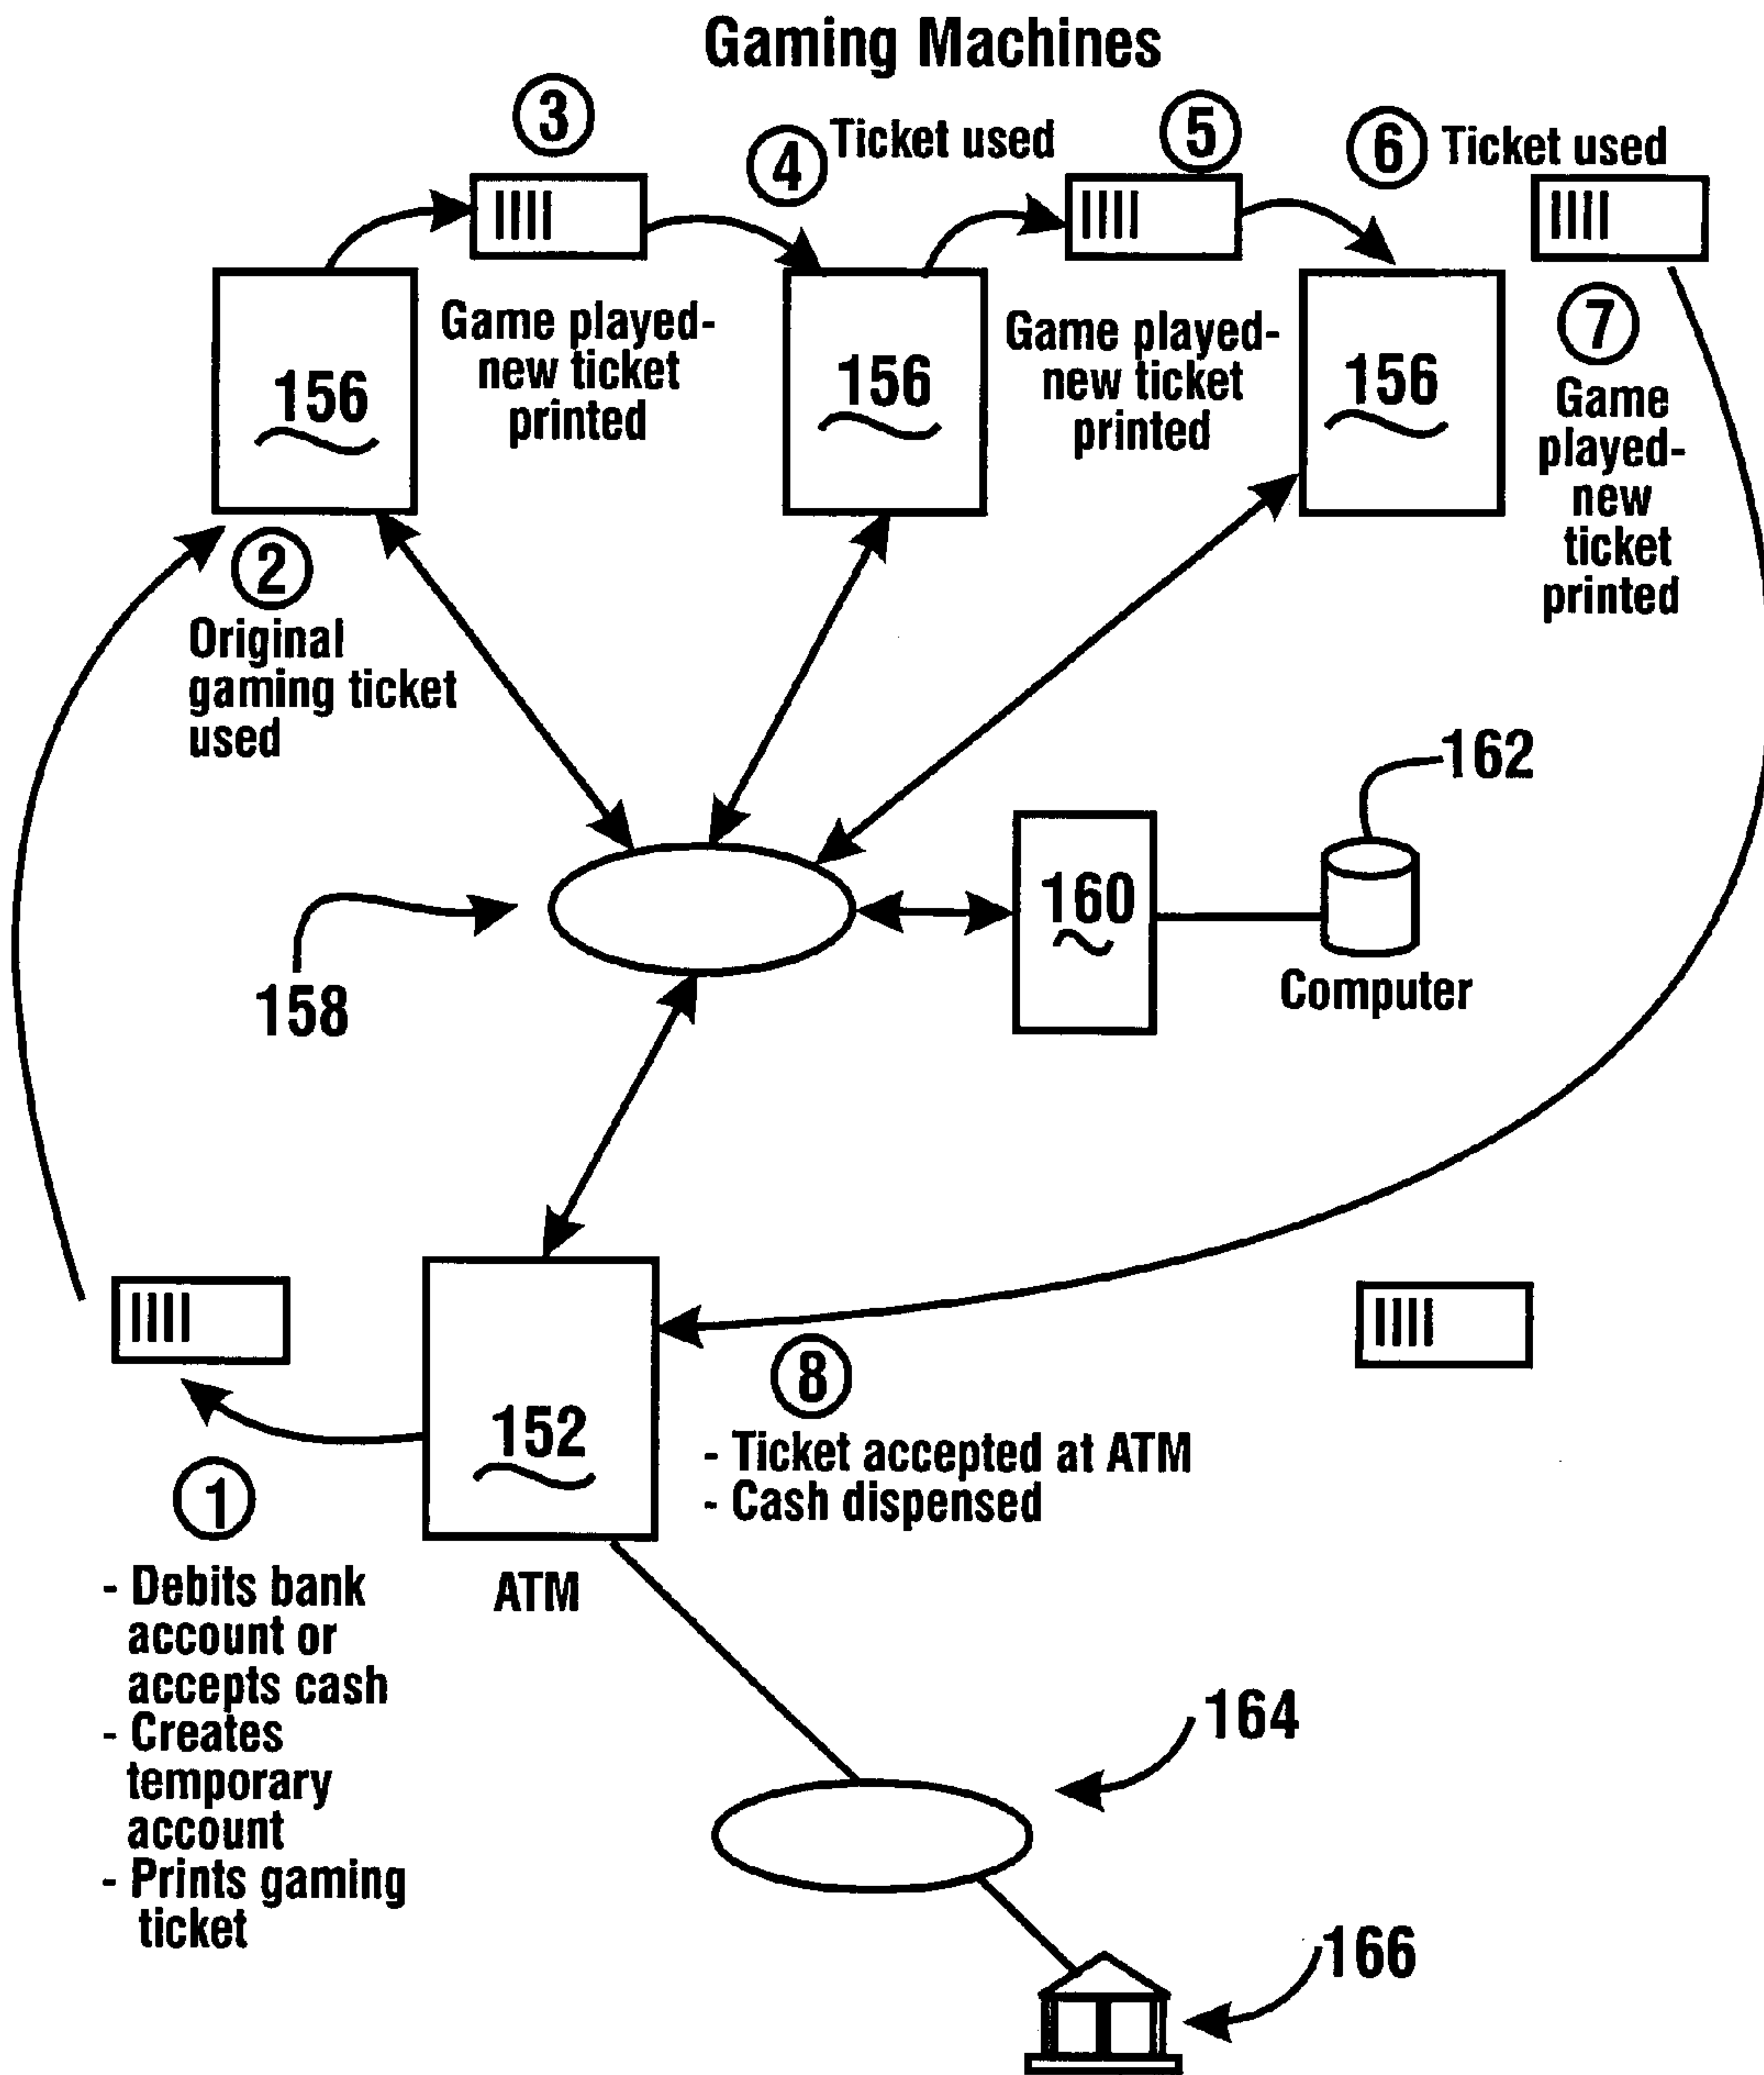 Gaming Machines
3
4
Ticket used
5
6
Ticket used
156
Game played-
new ticket
printed
156
Game played-
new ticket
printed
156
7
Game
played-
new
ticket
printed
2
Original
gaming ticket
used
162
160
158
Computer
152
8
- Ticket accepted at ATM
- Cash dispensed
1
- Debits bank
account or
accepts cash
- Creates
temporary
account
- Prints gaming
ticket
ATM
164
166